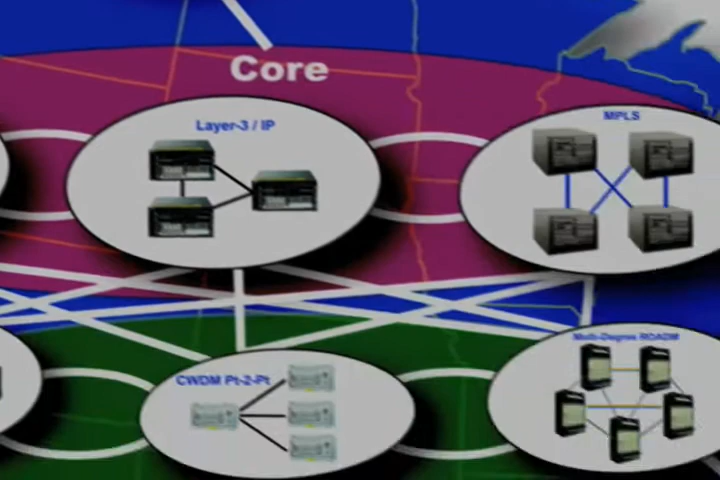 Core
Layer-3 / IP
MPLS
CWDM Pt-2-Pt
Multi-Degree ROADM